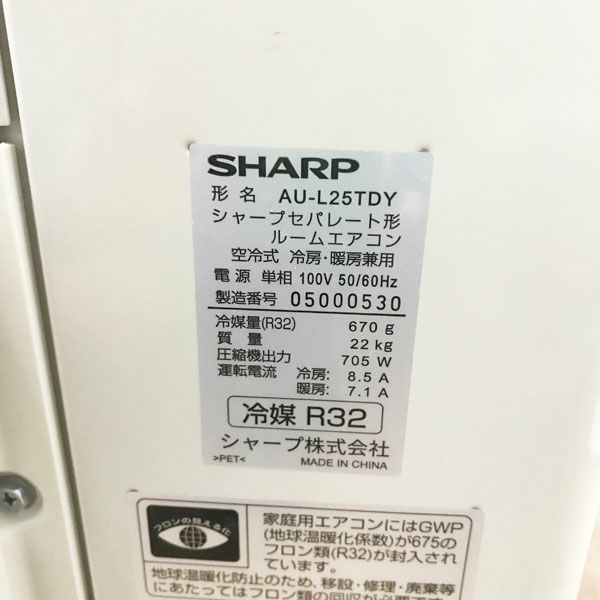 SHARP
形 名 AU-L25TDY
シャープセパレート形
ルームエアコン
空冷式 冷房・暖房兼用
電 源 単相 100V 50/60Hz
製造番号 05000530
冷媒量(R32) 670 g
質 量 22 kg
圧縮機出力 705 W
運転電流 冷房: 8.5 A
暖房: 7.1 A
冷媒 R32
シャープ株式会社
>PET< MADE IN CHINA
フロンの見える化
家庭用エアコンにはGWP
(地球温暖化係数)が675の
フロン類(R32)が封入され
ています。
地球温暖化防止のため、移設・修理・廃棄等
にあたってはフロン類の回収が必要